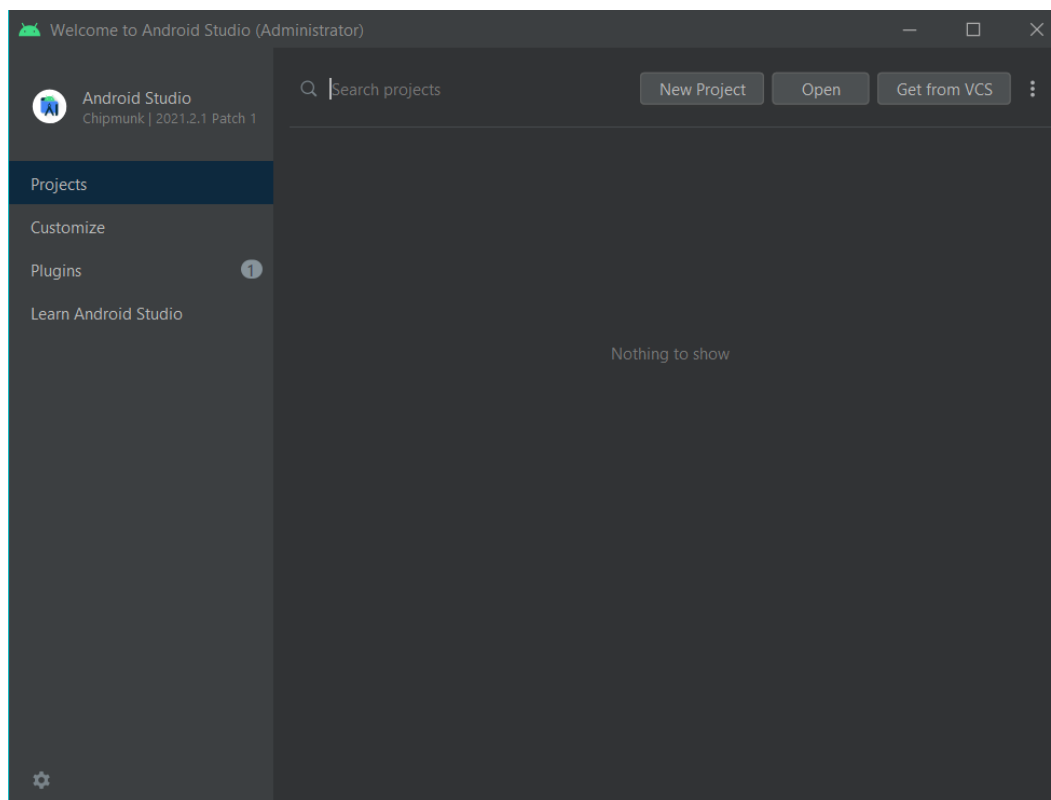 Welcome to Android Studio (Administrator)
Android Studio
Chipmunk | 2021.2.1 Patch 1
Search projects
New Project
Open
Get from VCS
Projects
Customize
Plugins
1
Learn Android Studio
Nothing to show